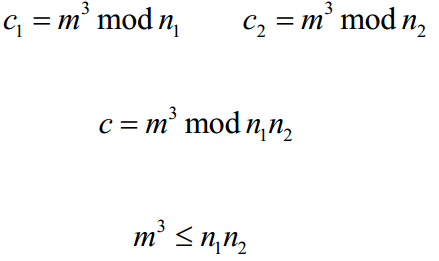 c₁ = m³ mod n₁ c₂ = m³ mod n₂
c = m³ mod n₁n₂
m³ ≤ n₁n₂